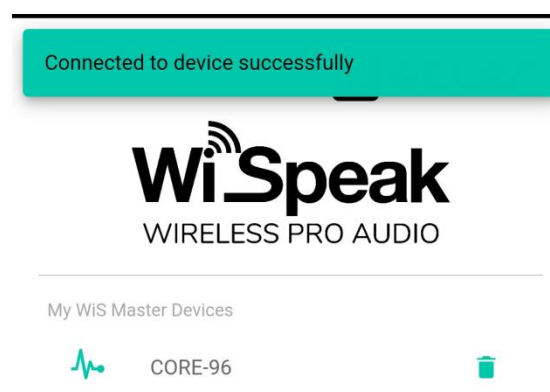 Connected to device successfully
WiSpeak
WIRELESS PRO AUDIO
My WiS Master Devices
CORE-96